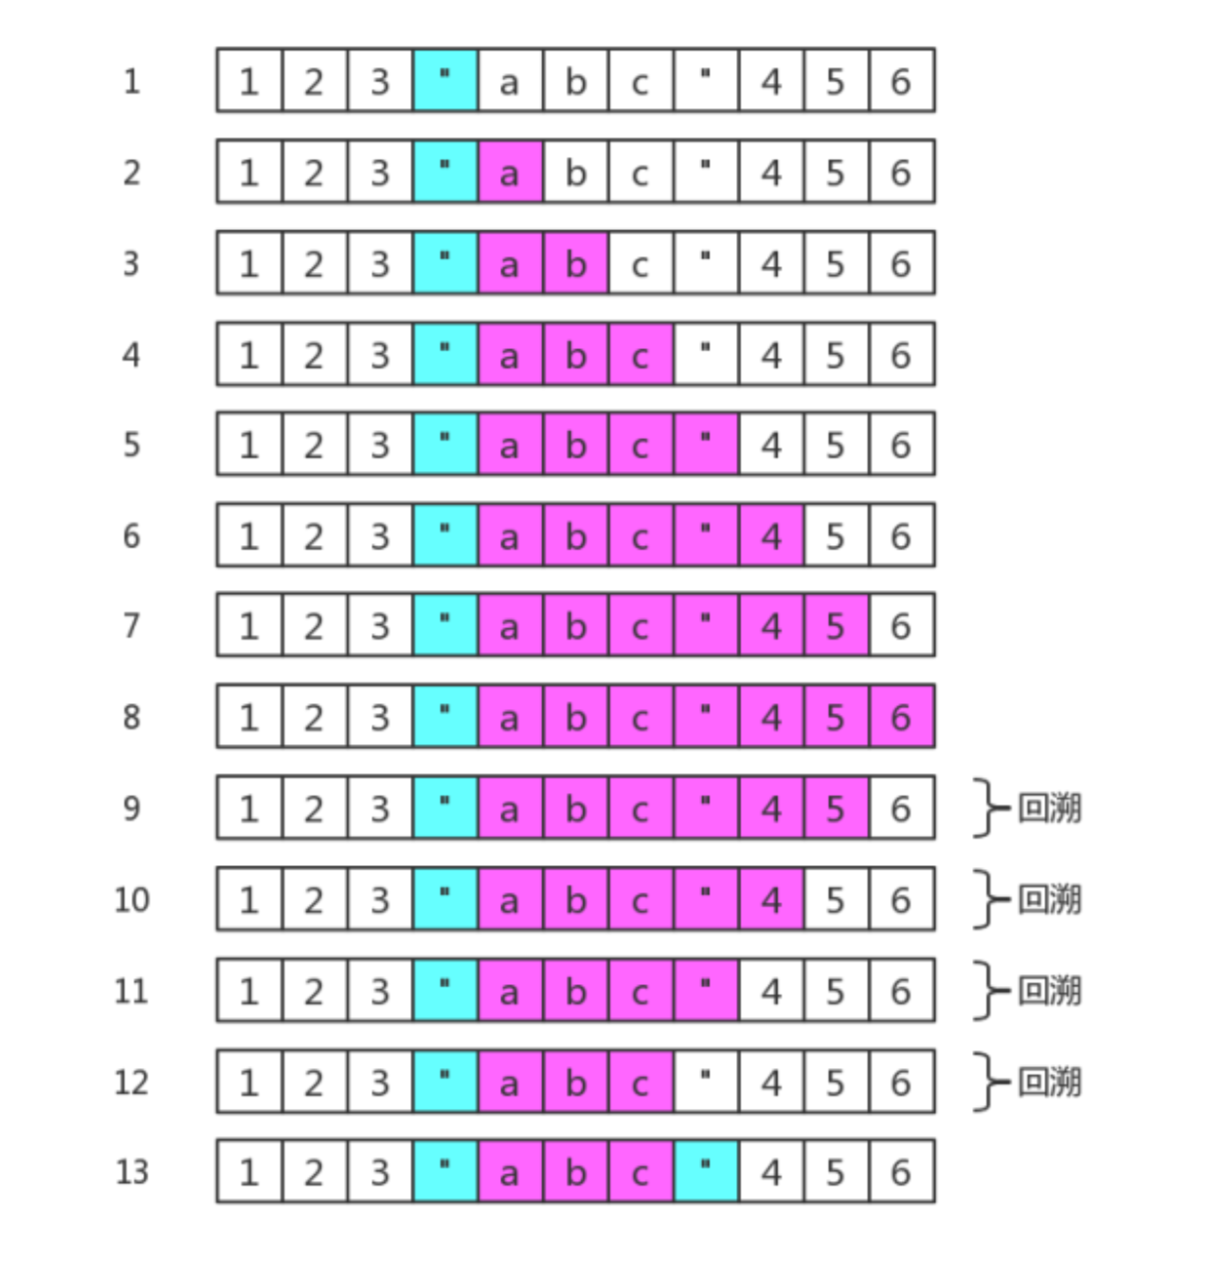 1 1 2 3 " a b c " 4 5 6
2 1 2 3 " a b c " 4 5 6
3 1 2 3 " a b c " 4 5 6
4 1 2 3 " a b c " 4 5 6
5 1 2 3 " a b c " 4 5 6
6 1 2 3 " a b c " 4 5 6
7 1 2 3 " a b c " 4 5 6
8 1 2 3 " a b c " 4 5 6
9 1 2 3 " a b c " 4 5 6 回溯
10 1 2 3 " a b c " 4 5 6 回溯
11 1 2 3 " a b c " 4 5 6 回溯
12 1 2 3 " a b c " 4 5 6 回溯
13 1 2 3 " a b c " 4 5 6